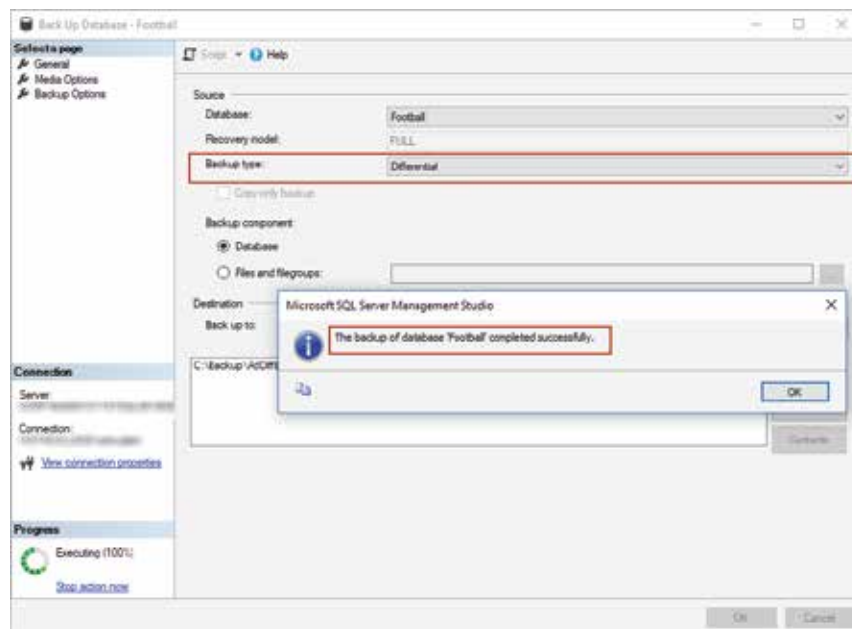 Back Up Database - Football
Select a page
General
Media Options
Backup Options
Script
Help
Source
Database:
Football
Recovery model:
FULL
Backup type:
Differential
Copy-only backup
Backup component:
Database
Files and filegroups:
Destination
Back up to:
C:\Backup\
Microsoft SQL Server Management Studio
The backup of database 'Football' completed successfully.
OK
Contents
Connection
Server:
Connection:
View connection properties
Progress
Executing (100%)
Stop action now
OK
Cancel